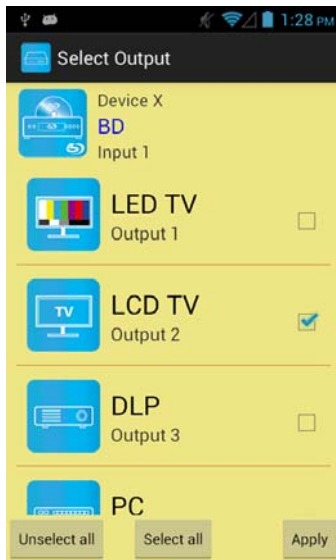 1:28 PM
Select Output
Device X
BD
Input 1
LED TV
Output 1
TV
LCD TV
Output 2
DLP
Output 3
PC
Unselect all
Select all
Apply